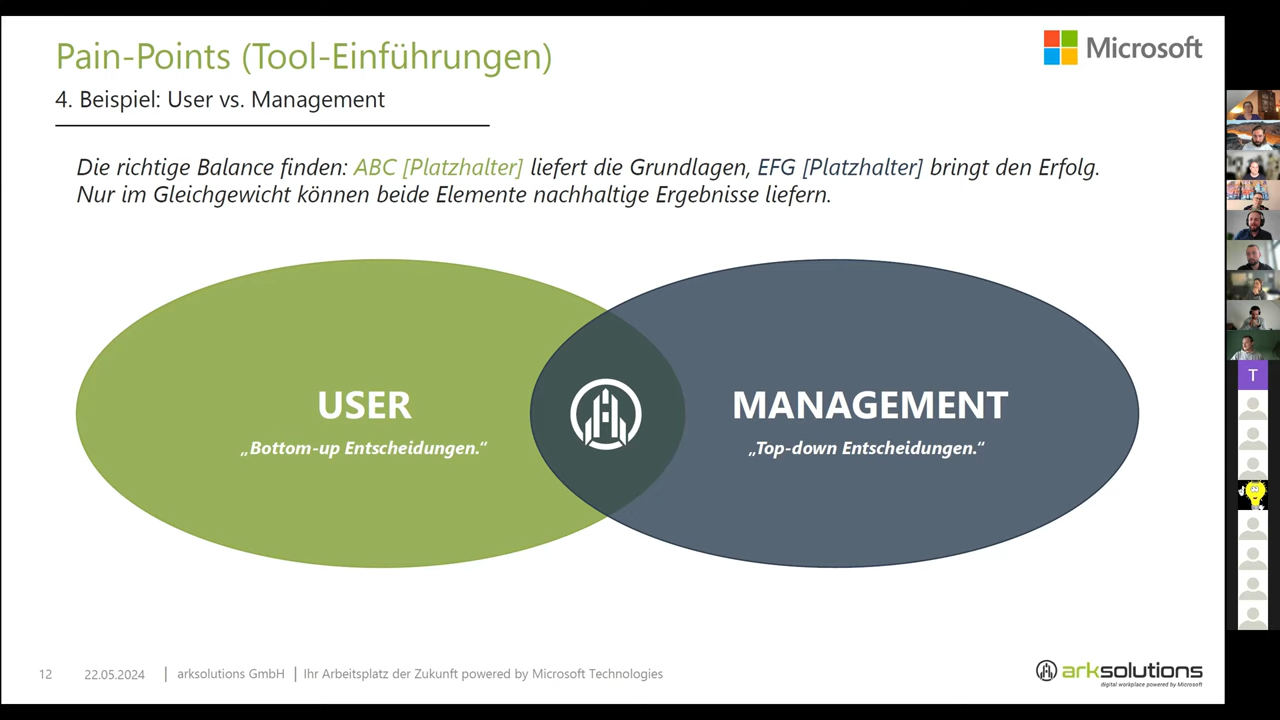 Pain-Points (Tool-Einführungen)
Microsoft
4. Beispiel: User vs. Management
Die richtige Balance finden: ABC [Platzhalter] liefert die Grundlagen, EFG [Platzhalter] bringt den Erfolg.
Nur im Gleichgewicht können beide Elemente nachhaltige Ergebnisse liefern.
USER
„Bottom-up Entscheidungen.“
MANAGEMENT
„Top-down Entscheidungen.“
T
12 22.05.2024 | arksolutions GmbH | Ihr Arbeitsplatz der Zukunft powered by Microsoft Technologies
arksolutions
digital workplace powered by Microsoft